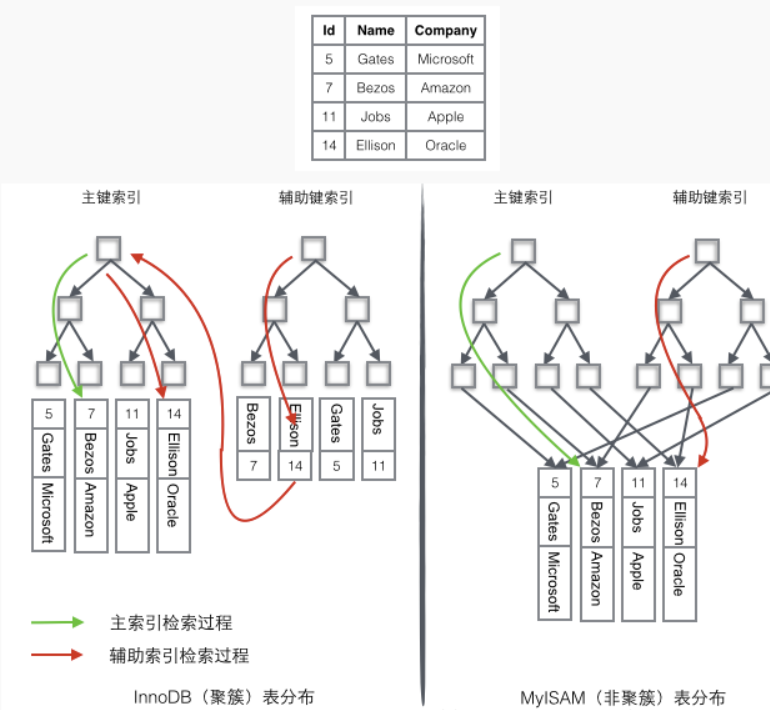 Id Name Company
5 Gates Microsoft
7 Bezos Amazon
11 Jobs Apple
14 Ellison Oracle
主键索引 辅助键索引 主键索引 辅助键索引
5 7 11 14
Gates Bezos Jobs Ellison
Microsoft Amazon Apple Oracle
Bezos Ellison Gates Jobs
7 14 5 11
5 7 11 14
Gates Bezos Jobs Ellison
Microsoft Amazon Apple Oracle
主索引检索过程
辅助索引检索过程
InnoDB（聚簇）表分布 MyISAM（非聚簇）表分布